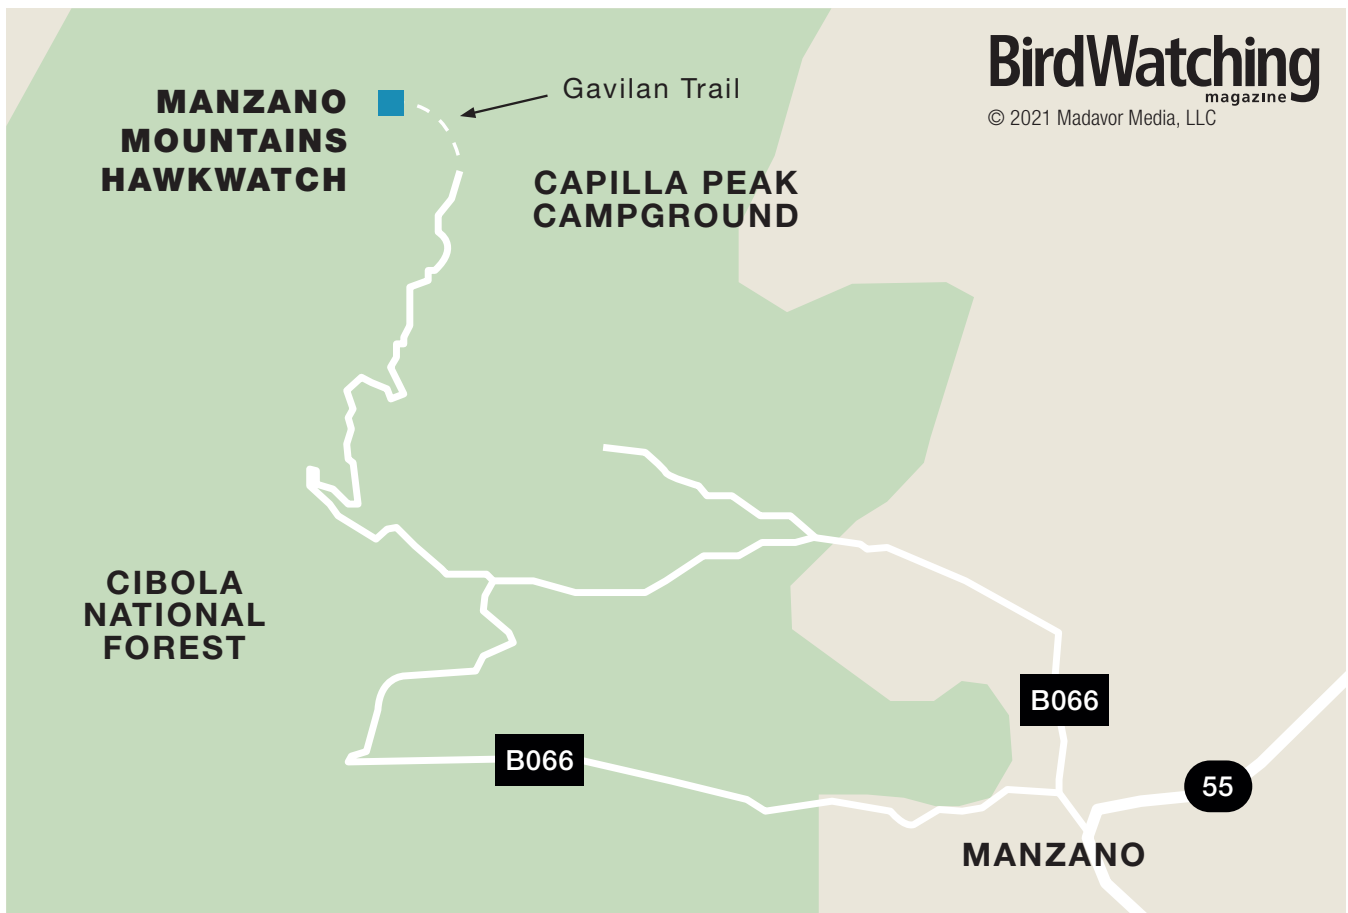 BirdWatching
magazine
© 2021 Madavor Media, LLC
MANZANO
MOUNTAINS
HAWKWATCH
Gavilan Trail
CAPILLA PEAK
CAMPGROUND
CIBOLA
NATIONAL
FOREST
B066
B066
55
MANZANO